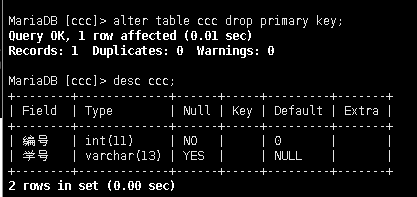 MariaDB [ccc]> alter table ccc drop primary key;
Query OK, 1 row affected (0.01 sec)
Records: 1  Duplicates: 0  Warnings: 0

MariaDB [ccc]> desc ccc;
+--------+-------------+------+-----+---------+-------+
| Field  | Type        | Null | Key | Default | Extra |
+--------+-------------+------+-----+---------+-------+
| 编号   | int(11)     | NO   |     | 0       |       |
| 学号   | varchar(13) | YES  |     | NULL    |       |
+--------+-------------+------+-----+---------+-------+
2 rows in set (0.00 sec)